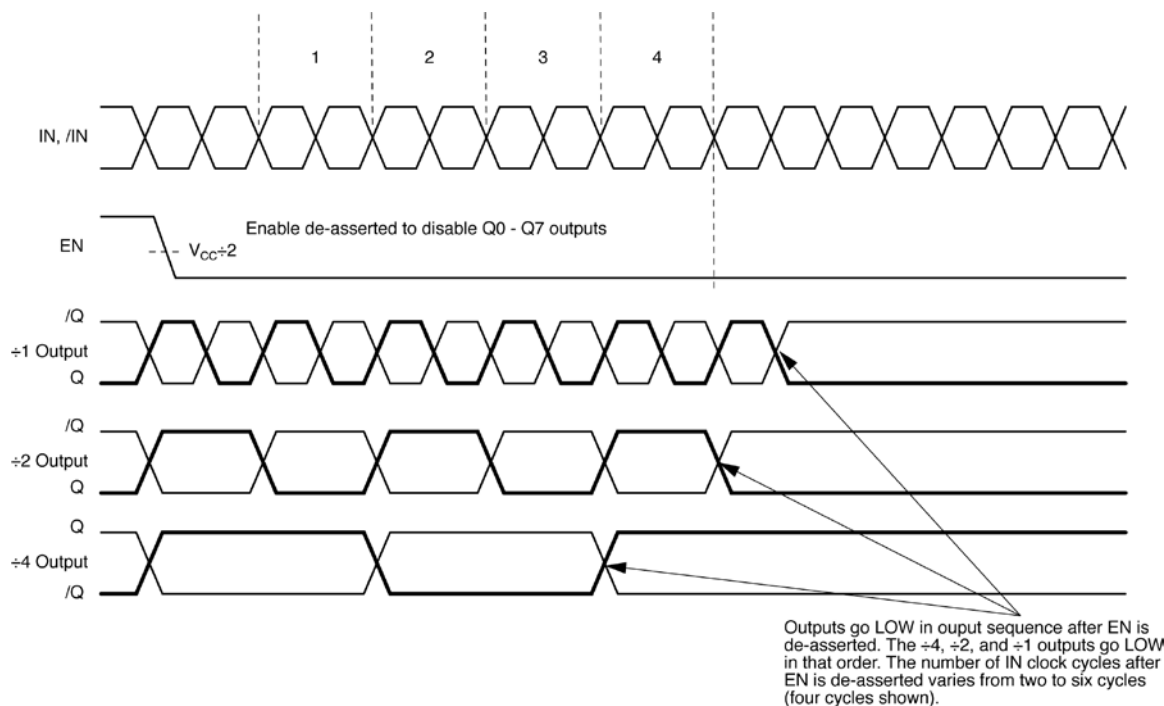 1 2 3 4
IN, /IN
EN
Enable de-asserted to disable Q0 - Q7 outputs
VCC÷2
/Q
÷1 Output
Q
/Q
÷2 Output
Q
Q
÷4 Output
/Q
Outputs go LOW in ouput sequence after EN is
de-asserted. The ÷4, ÷2, and ÷1 outputs go LOW
in that order. The number of IN clock cycles after
EN is de-asserted varies from two to six cycles
(four cycles shown).